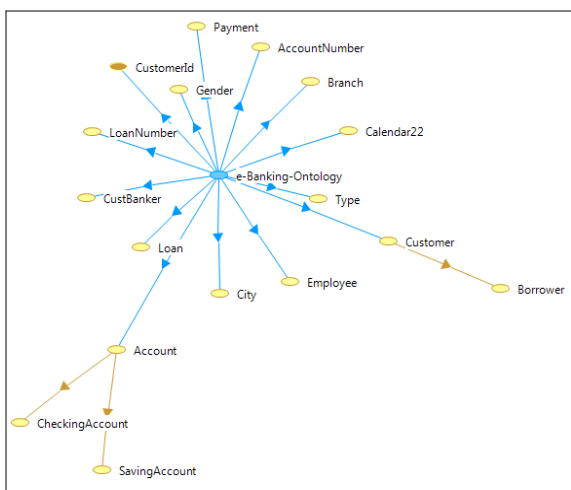 Payment
AccountNumber
CustomerId
Gender
Branch
LoanNumber
Calendar22
e-Banking-Ontology
CustBanker
Type
Loan
Customer
City
Employee
Borrower
Account
CheckingAccount
SavingAccount